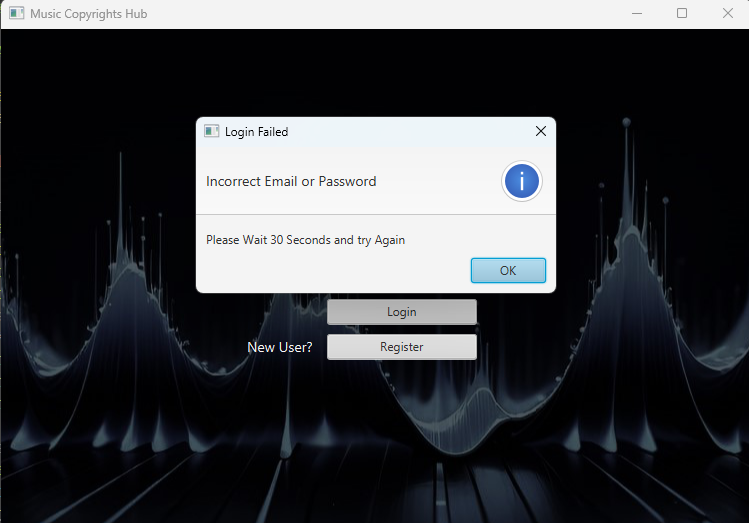 Music Copyrights Hub
Login Failed
Incorrect Email or Password
i
Please Wait 30 Seconds and try Again
OK
Login
New User?
Register